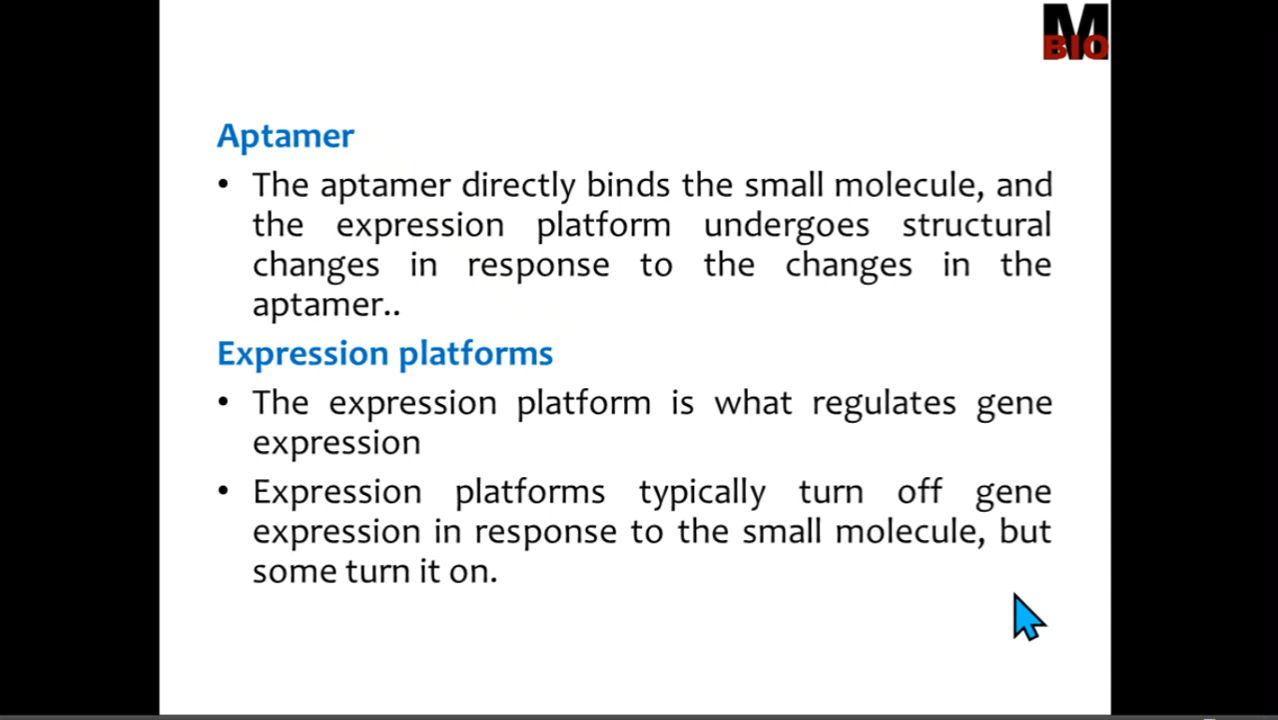 M
BIO
Aptamer
• The aptamer directly binds the small molecule, and
the expression platform undergoes structural
changes in response to the changes in the
aptamer..
Expression platforms
• The expression platform is what regulates gene
expression
• Expression platforms typically turn off gene
expression in response to the small molecule, but
some turn it on.